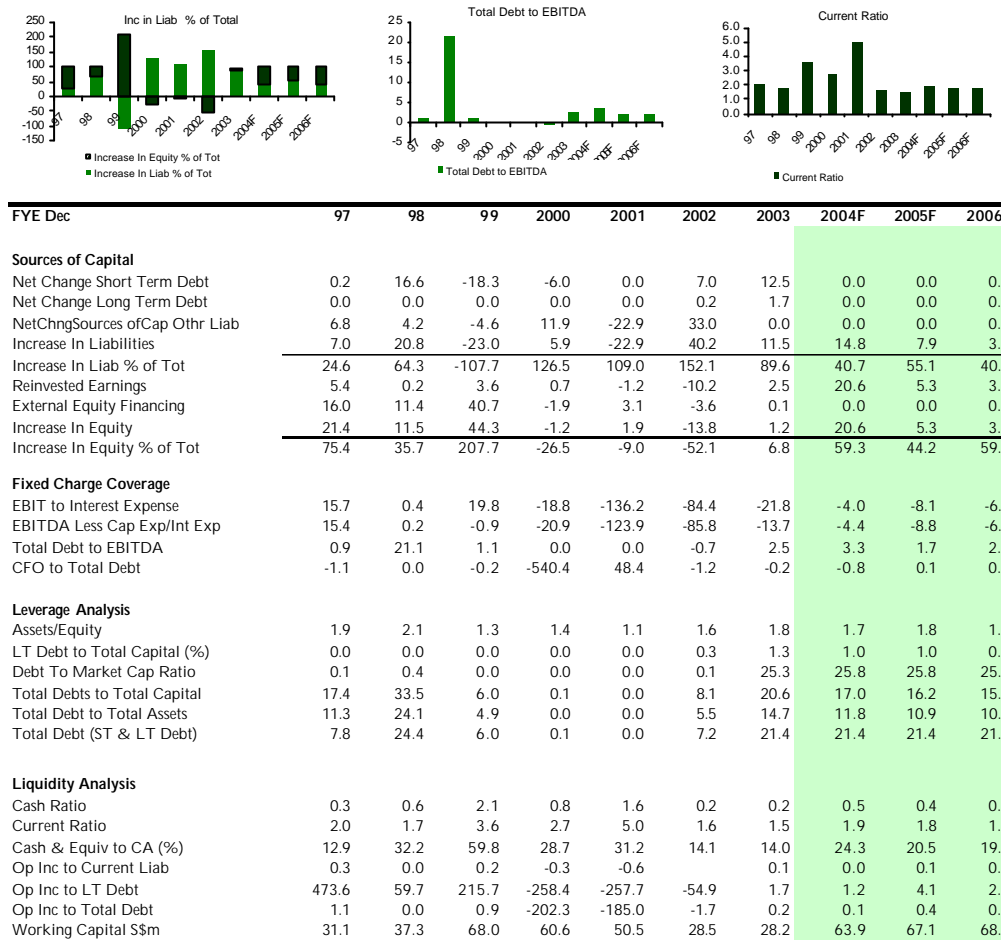 Inc in Liab % of Total
250
200
150
100
50
0
-50
-100
-150
97
98
99
2000
2001
2002
2003
2004F
2005F
2006F
Increase In Equity % of Tot
Increase In Liab % of Tot
Total Debt to EBITDA
25
20
15
10
5
0
-5
97
98
99
2000
2001
2002
2003
2004F
2005F
2006F
Total Debt to EBITDA
Current Ratio
6.0
5.0
4.0
3.0
2.0
1.0
0.0
97
98
99
2000
2001
2002
2003
2004F
2005F
2006F
Current Ratio
FYE Dec 97 98 99 2000 2001 2002 2003 2004F 2005F 2006
Sources of Capital
Net Change Short Term Debt 0.2 16.6 -18.3 -6.0 0.0 7.0 12.5 0.0 0.0 0.
Net Change Long Term Debt 0.0 0.0 0.0 0.0 0.0 0.2 1.7 0.0 0.0 0.
NetChngSources ofCap Othr Liab 6.8 4.2 -4.6 11.9 -22.9 33.0 0.0 0.0 0.0 0.
Increase In Liabilities 7.0 20.8 -23.0 5.9 -22.9 40.2 11.5 14.8 7.9 3.
Increase In Liab % of Tot 24.6 64.3 -107.7 126.5 109.0 152.1 89.6 40.7 55.1 40.
Reinvested Earnings 5.4 0.2 3.6 0.7 -1.2 -10.2 2.5 20.6 5.3 3.
External Equity Financing 16.0 11.4 40.7 -1.9 3.1 -3.6 0.1 0.0 0.0 0.
Increase In Equity 21.4 11.5 44.3 -1.2 1.9 -13.8 1.2 20.6 5.3 3.
Increase In Equity % of Tot 75.4 35.7 207.7 -26.5 -9.0 -52.1 6.8 59.3 44.2 59.
Fixed Charge Coverage
EBIT to Interest Expense 15.7 0.4 19.8 -18.8 -136.2 -84.4 -21.8 -4.0 -8.1 -6.
EBITDA Less Cap Exp/Int Exp 15.4 0.2 -0.9 -20.9 -123.9 -85.8 -13.7 -4.4 -8.8 -6.
Total Debt to EBITDA 0.9 21.1 1.1 0.0 0.0 -0.7 2.5 3.3 1.7 2.
CFO to Total Debt -1.1 0.0 -0.2 -540.4 48.4 -1.2 -0.2 -0.8 0.1 0.
Leverage Analysis
Assets/Equity 1.9 2.1 1.3 1.4 1.1 1.6 1.8 1.7 1.8 1.
LT Debt to Total Capital (%) 0.0 0.0 0.0 0.0 0.0 0.3 1.3 1.0 1.0 0.
Debt To Market Cap Ratio 0.1 0.4 0.0 0.0 0.0 0.1 25.3 25.8 25.8 25.
Total Debts to Total Capital 17.4 33.5 6.0 0.1 0.0 8.1 20.6 17.0 16.2 15.
Total Debt to Total Assets 11.3 24.1 4.9 0.0 0.0 5.5 14.7 11.8 10.9 10.
Total Debt (ST & LT Debt) 7.8 24.4 6.0 0.1 0.0 7.2 21.4 21.4 21.4 21.
Liquidity Analysis
Cash Ratio 0.3 0.6 2.1 0.8 1.6 0.2 0.2 0.5 0.4 0.
Current Ratio 2.0 1.7 3.6 2.7 5.0 1.6 1.5 1.9 1.8 1.
Cash & Equiv to CA (%) 12.9 32.2 59.8 28.7 31.2 14.1 14.0 24.3 20.5 19.
Op Inc to Current Liab 0.3 0.0 0.2 -0.3 -0.6 0.1 0.0 0.1 0.
Op Inc to LT Debt 473.6 59.7 215.7 -258.4 -257.7 -54.9 1.7 1.2 4.1 2.
Op Inc to Total Debt 1.1 0.0 0.9 -202.3 -185.0 -1.7 0.2 0.1 0.4 0.
Working Capital S$m 31.1 37.3 68.0 60.6 50.5 28.5 28.2 63.9 67.1 68.